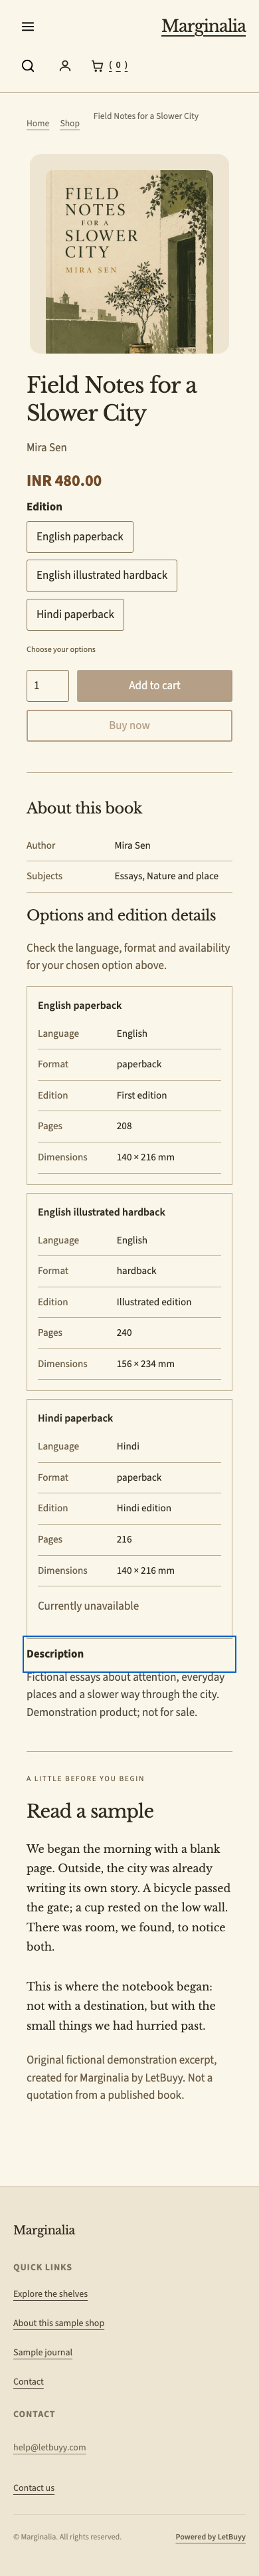 Marginalia
( 0 )
Home
Shop
Field Notes for a Slower City
FIELD
NOTES
FOR A
SLOWER
CITY
MIRA SEN
Field Notes for a
Slower City
Mira Sen
INR 480.00
Edition
English paperback
English illustrated hardback
Hindi paperback
Choose your options
1
Add to cart
Buy now
About this book
Author Mira Sen
Subjects Essays, Nature and place
Options and edition details
Check the language, format and availability
for your chosen option above.
English paperback
Language English
Format paperback
Edition First edition
Pages 208
Dimensions 140 × 216 mm
English illustrated hardback
Language English
Format hardback
Edition Illustrated edition
Pages 240
Dimensions 156 × 234 mm
Hindi paperback
Language Hindi
Format paperback
Edition Hindi edition
Pages 216
Dimensions 140 × 216 mm
Currently unavailable
Description
Fictional essays about attention, everyday
places and a slower way through the city.
Demonstration product; not for sale.
A LITTLE BEFORE YOU BEGIN
Read a sample
We began the morning with a blank
page. Outside, the city was already
writing its own story. A bicycle passed
the gate; a cup rested on the low wall.
There was room, we found, to notice
both.
This is where the notebook began:
not with a destination, but with the
small things we had hurried past.
Original fictional demonstration excerpt,
created for Marginalia by LetBuyy. Not a
quotation from a published book.
Marginalia
QUICK LINKS
Explore the shelves
About this sample shop
Sample journal
Contact
CONTACT
help@letbuyy.com
Contact us
© Marginalia. All rights reserved.
Powered by LetBuyy